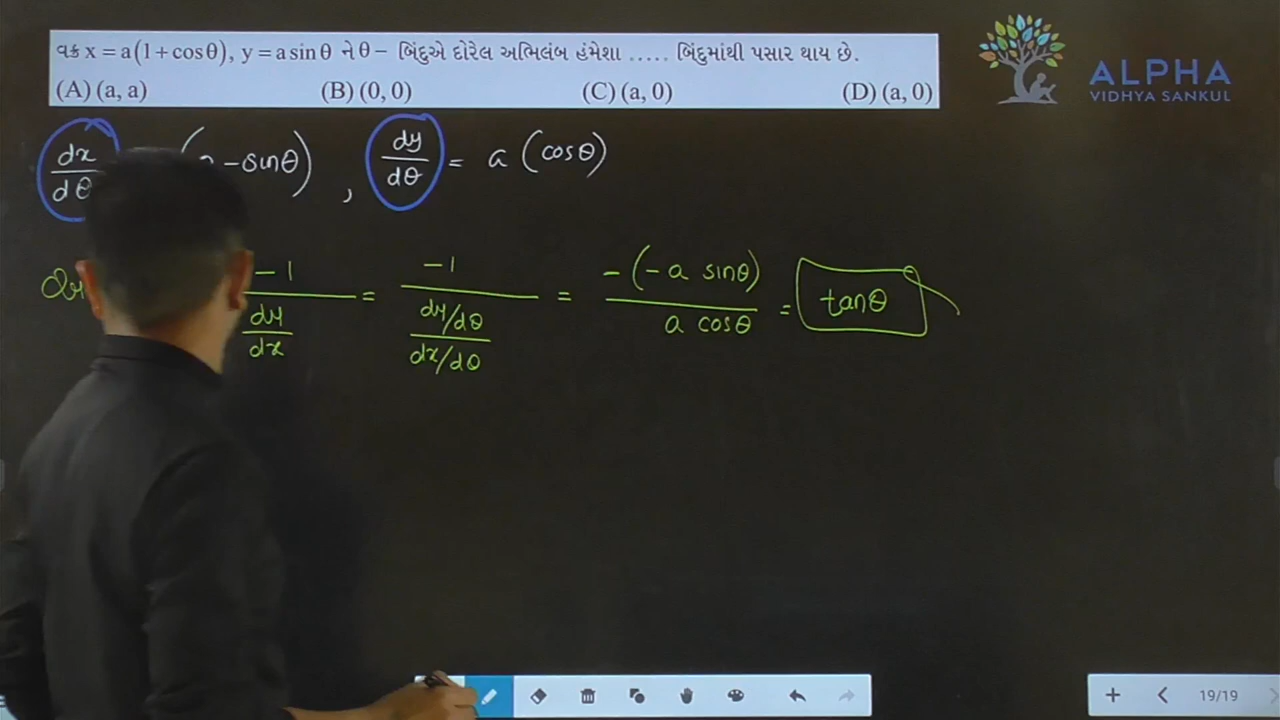 વક્ર x = a(1+cosθ), y = a sin θ ને θ – બિંદુએ દોરેલ અભિલંબ હંમેશા ..... બિંદુમાંથી પસાર થાય છે.
(A) (a, a) (B) (0, 0) (C) (a, 0) (D) (a, 0)
ALPHA
VIDHYA SANKUL
dx/dθ = ( - sinθ) , dy/dθ = a (cosθ)
-1/(dy/dx) = -1/((dy/dθ)/(dx/dθ)) = -(-a sinθ)/(a cosθ) = tanθ
19/19